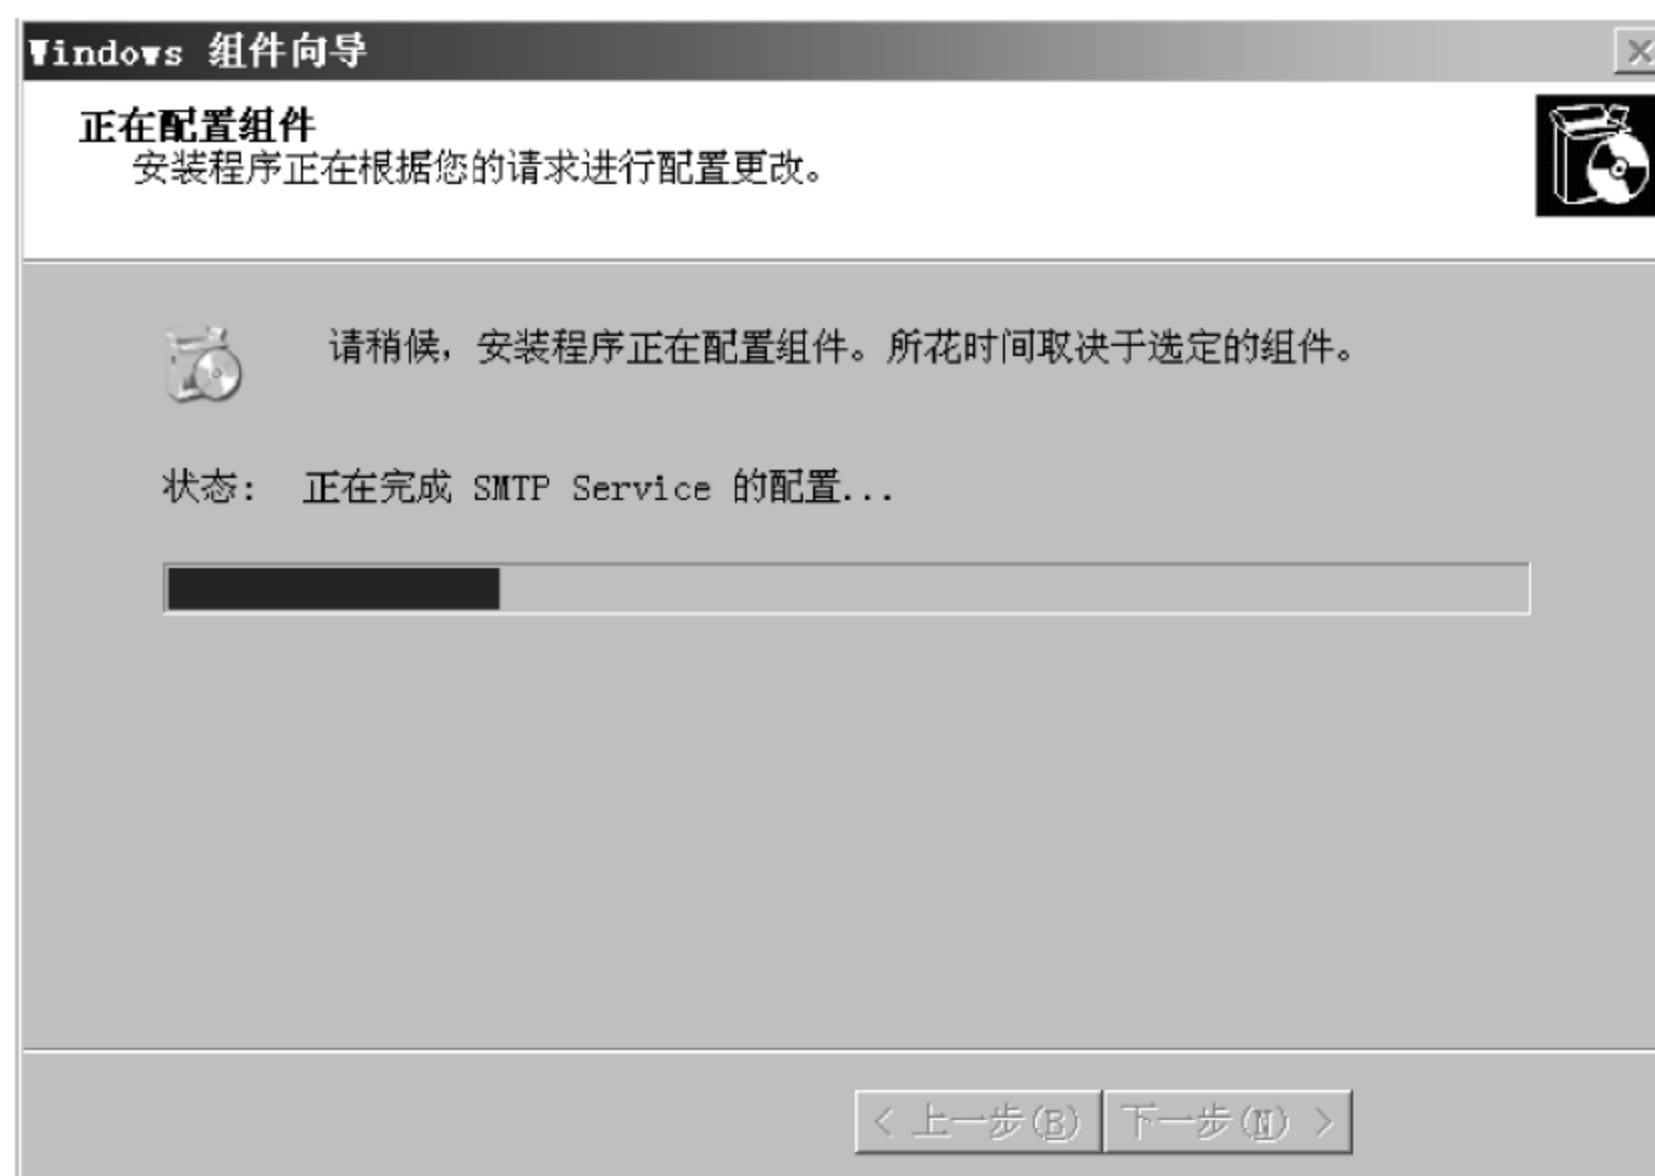 Windows 组件向导
正在配置组件
安装程序正在根据您的请求进行配置更改。
请稍候，安装程序正在配置组件。所花时间取决于选定的组件。
状态： 正在完成 SMTP Service 的配置...
< 上一步(B) 下一步(N) >